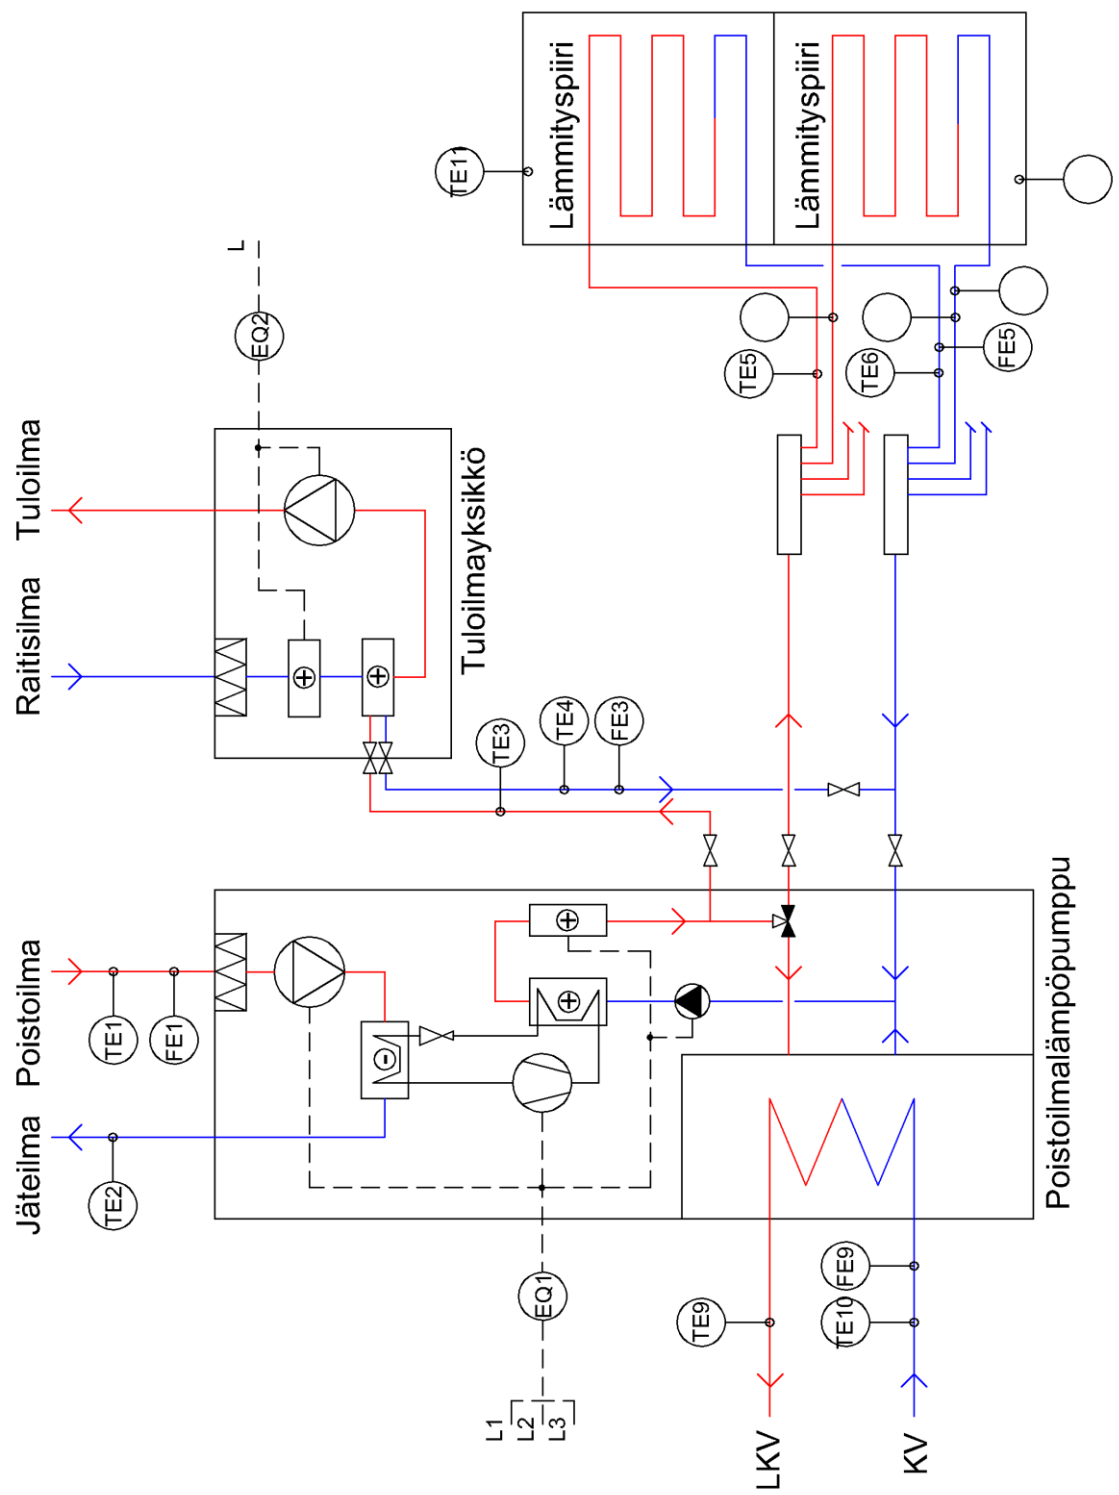 Jäteilma
Poistoilma
Raitisilma
Tuloilma
TE2
TE1
FE1
EQ2
L
Tuloilmayksikkö
TE3
TE4
FE3
TE11
Lämmityspiiri
Lämmityspiiri
TE5
TE6
FE5
L1
L2
L3
EQ1
TE9
TE10
FE9
LKV
KV
Poistoilmalämpöpumppu